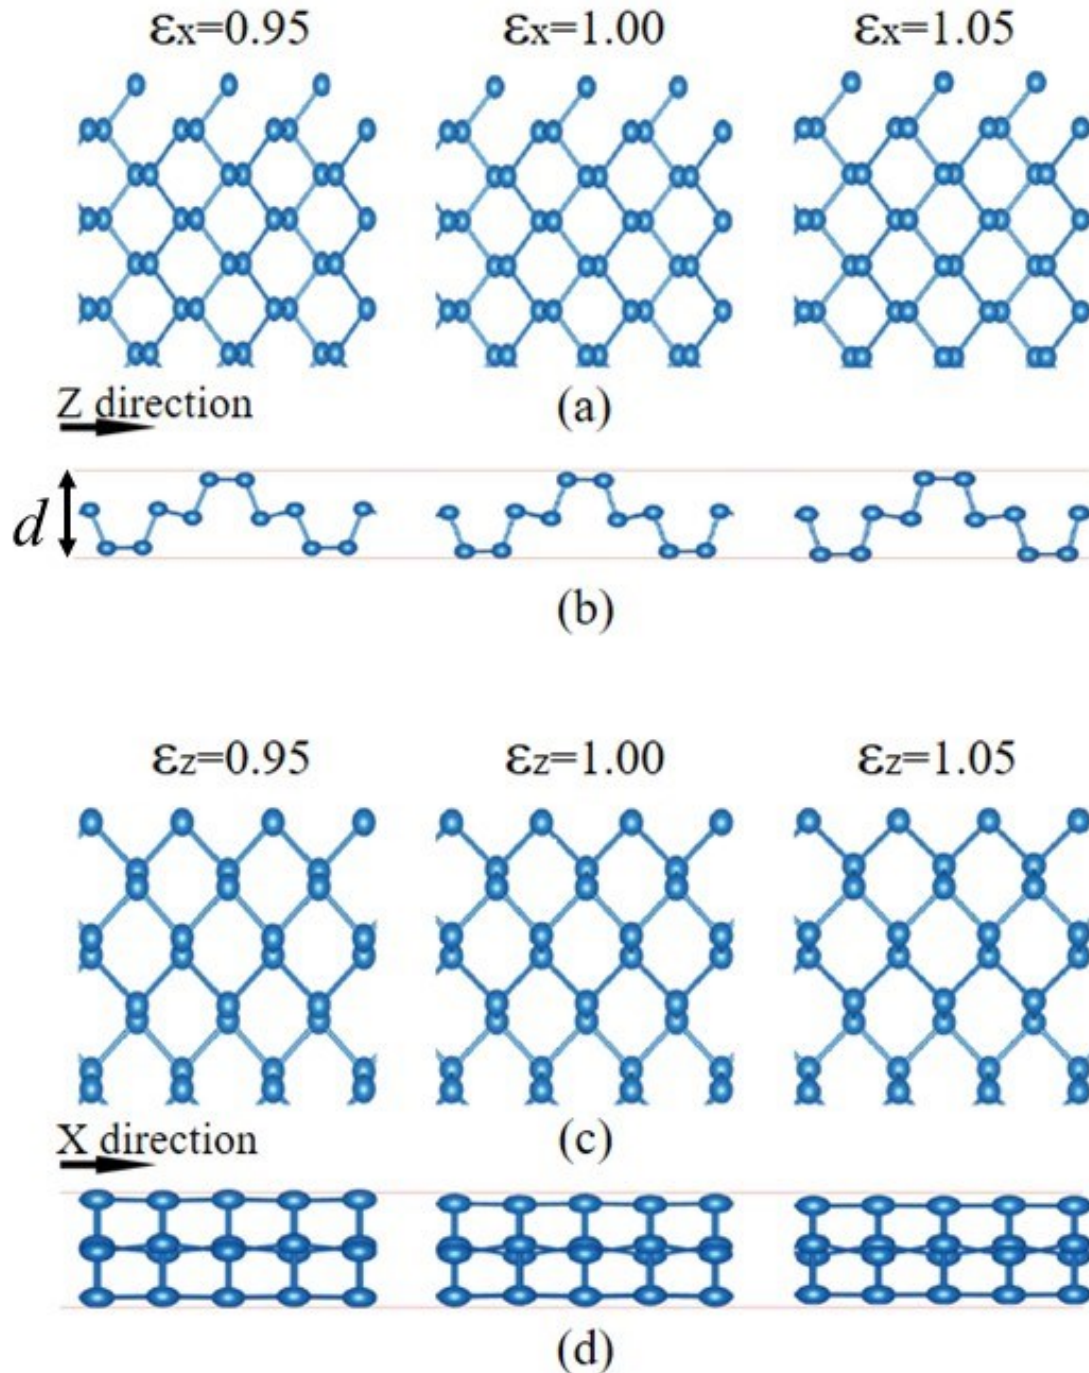 εx=0.95 εx=1.00 εx=1.05
Z direction
(a)
d
(b)
εz=0.95 εz=1.00 εz=1.05
X direction
(c)
(d)